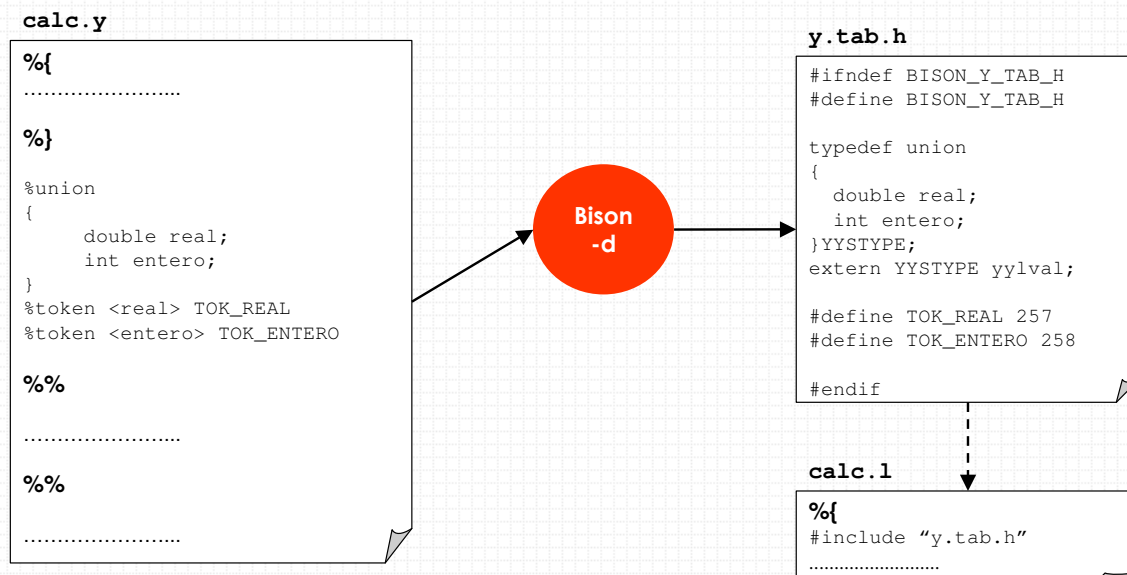 calc.y
%{
…………………...
%}
%union
{
double real;
int entero;
}
%token <real> TOK_REAL
%token <entero> TOK_ENTERO
%%
…………………...
%%
…………………...
Bison
-d
y.tab.h
#ifndef BISON_Y_TAB_H
#define BISON_Y_TAB_H
typedef union
{
double real;
int entero;
}YYSTYPE;
extern YYSTYPE yylval;
#define TOK_REAL 257
#define TOK_ENTERO 258
#endif
calc.l
%{
#include “y.tab.h”
……………………..